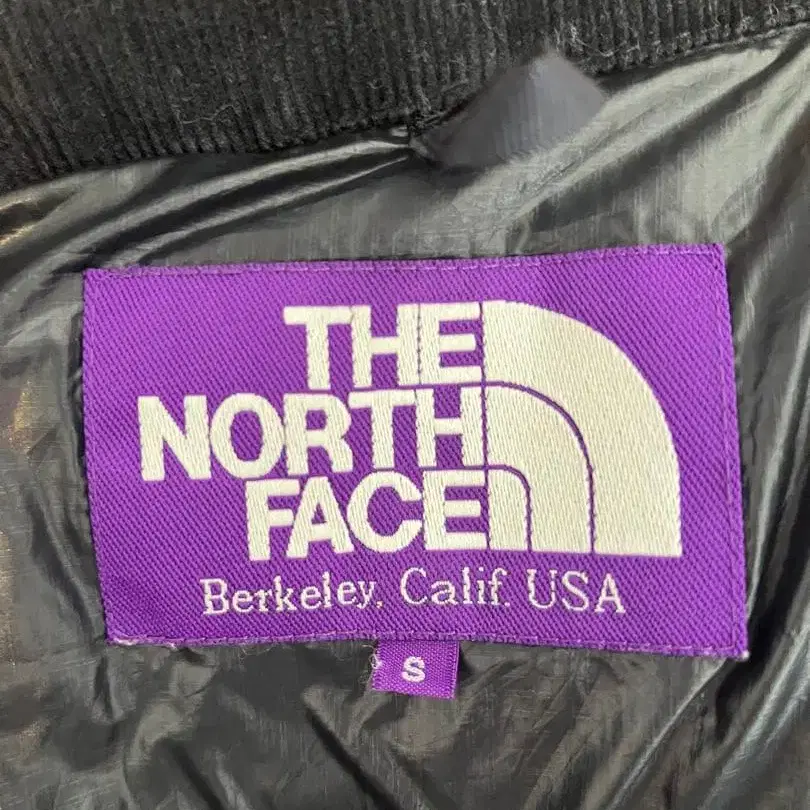 THE
NORTH
FACE
Berkeley, Calif. USA
S